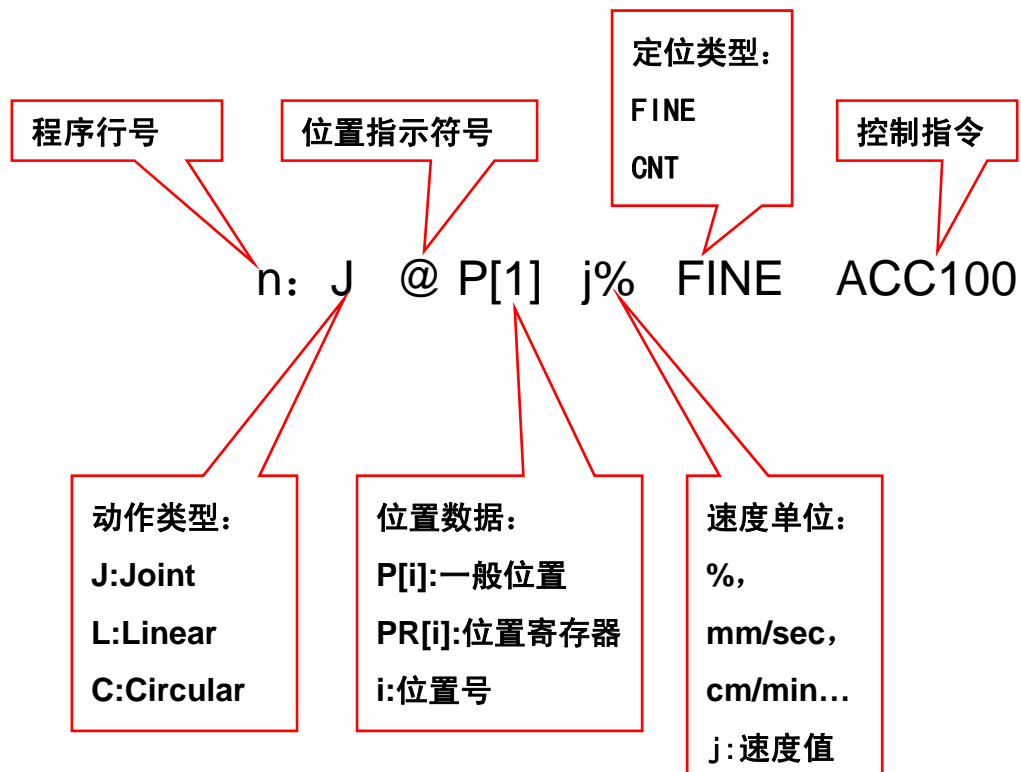 定位类型：
FINE
CNT
程序行号
位置指示符号
控制指令
n：J @ P[1] j% FINE ACC100
动作类型：
J:Joint
L:Linear
C:Circular
位置数据：
P[i]:一般位置
PR[i]:位置寄存器
i:位置号
速度单位：
%，
mm/sec，
cm/min…
j:速度值